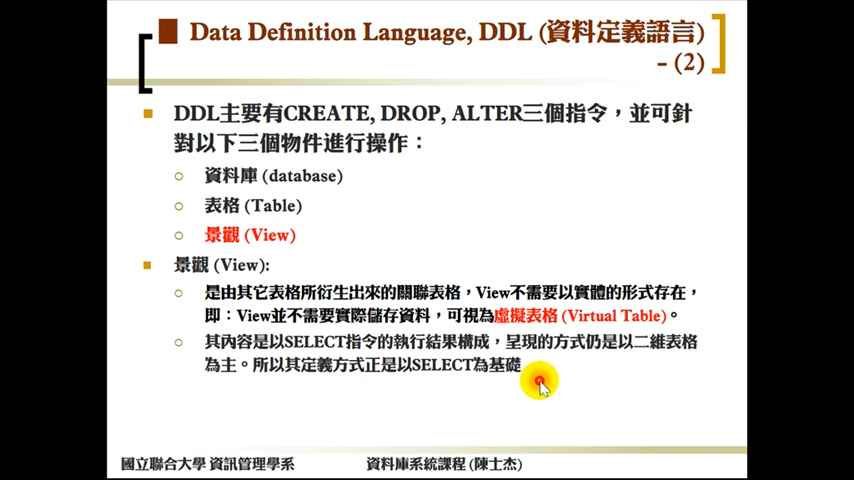 Data Definition Language, DDL (資料定義語言)
– (2)
DDL主要有CREATE, DROP, ALTER三個指令，並可針
對以下三個物件進行操作：
資料庫 (database)
表格 (Table)
景觀 (View)
景觀 (View):
是由其它表格所衍生出來的關聯表格，View不需要以實體的形式存在，
即：View並不需要實際儲存資料，可視為虛擬表格 (Virtual Table)。
其內容是以SELECT指令的執行結果構成，呈現的方式仍是以二維表格
為主。所以其定義方式正是以SELECT為基礎
國立聯合大學 資訊管理學系 資料庫系統課程 (陳士杰)